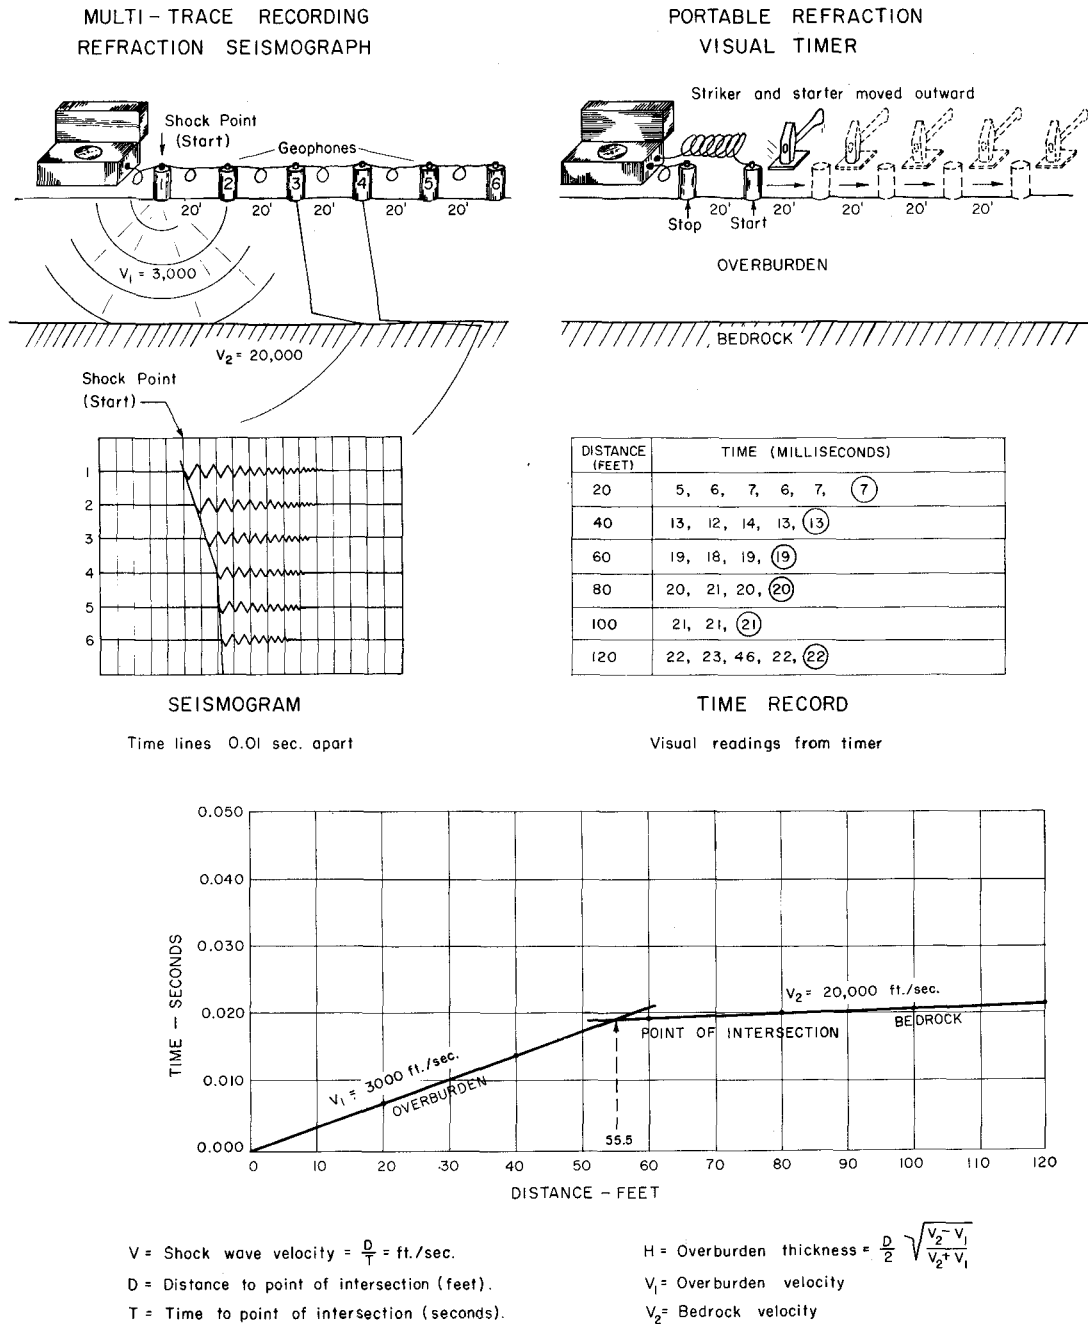 MULTI-TRACE RECORDING
REFRACTION SEISMOGRAPH
Shock Point
(Start)
Geophones
1 2 3 4 5 6
20' 20' 20' 20' 20'
V₁ = 3,000
V₂ = 20,000
Shock Point
(Start)
1
2
3
4
5
6
SEISMOGRAM
Time lines 0.01 sec. apart
PORTABLE REFRACTION
VISUAL TIMER
Striker and starter moved outward
20' 20' 20' 20' 20'
Stop Start
OVERBURDEN
BEDROCK
DISTANCE (FEET) TIME (MILLISECONDS)
20 5, 6, 7, 6, 7, 7
40 13, 12, 14, 13, 13
60 19, 18, 19, 19
80 20, 21, 20, 20
100 21, 21, 21
120 22, 23, 46, 22, 22
TIME RECORD
Visual readings from timer
TIME – SECONDS
0.050
0.040
0.030
0.020
0.010
0.000
V₁ = 3000 ft./sec.
OVERBURDEN
V₂ = 20,000 ft./sec.
POINT OF INTERSECTION
BEDROCK
55.5
0 10 20 30 40 50 60 70 80 90 100 110 120
DISTANCE – FEET
V = Shock wave velocity = D/T = ft./sec.
D = Distance to point of intersection (feet).
T = Time to point of intersection (seconds).
H = Overburden thickness = D/2 √((V₂ - V₁)/(V₂ + V₁))
V₁ = Overburden velocity
V₂ = Bedrock velocity